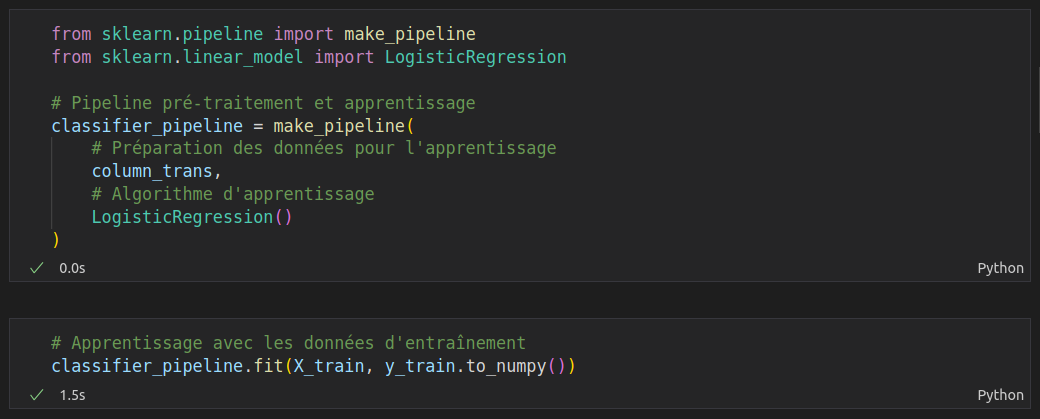 from sklearn.pipeline import make_pipeline
from sklearn.linear_model import LogisticRegression
# Pipeline pré-traitement et apprentissage
classifier_pipeline = make_pipeline(
# Préparation des données pour l'apprentissage
column_trans,
# Algorithme d'apprentissage
LogisticRegression()
)
0.0s Python
# Apprentissage avec les données d'entraînement
classifier_pipeline.fit(X_train, y_train.to_numpy())
1.5s Python